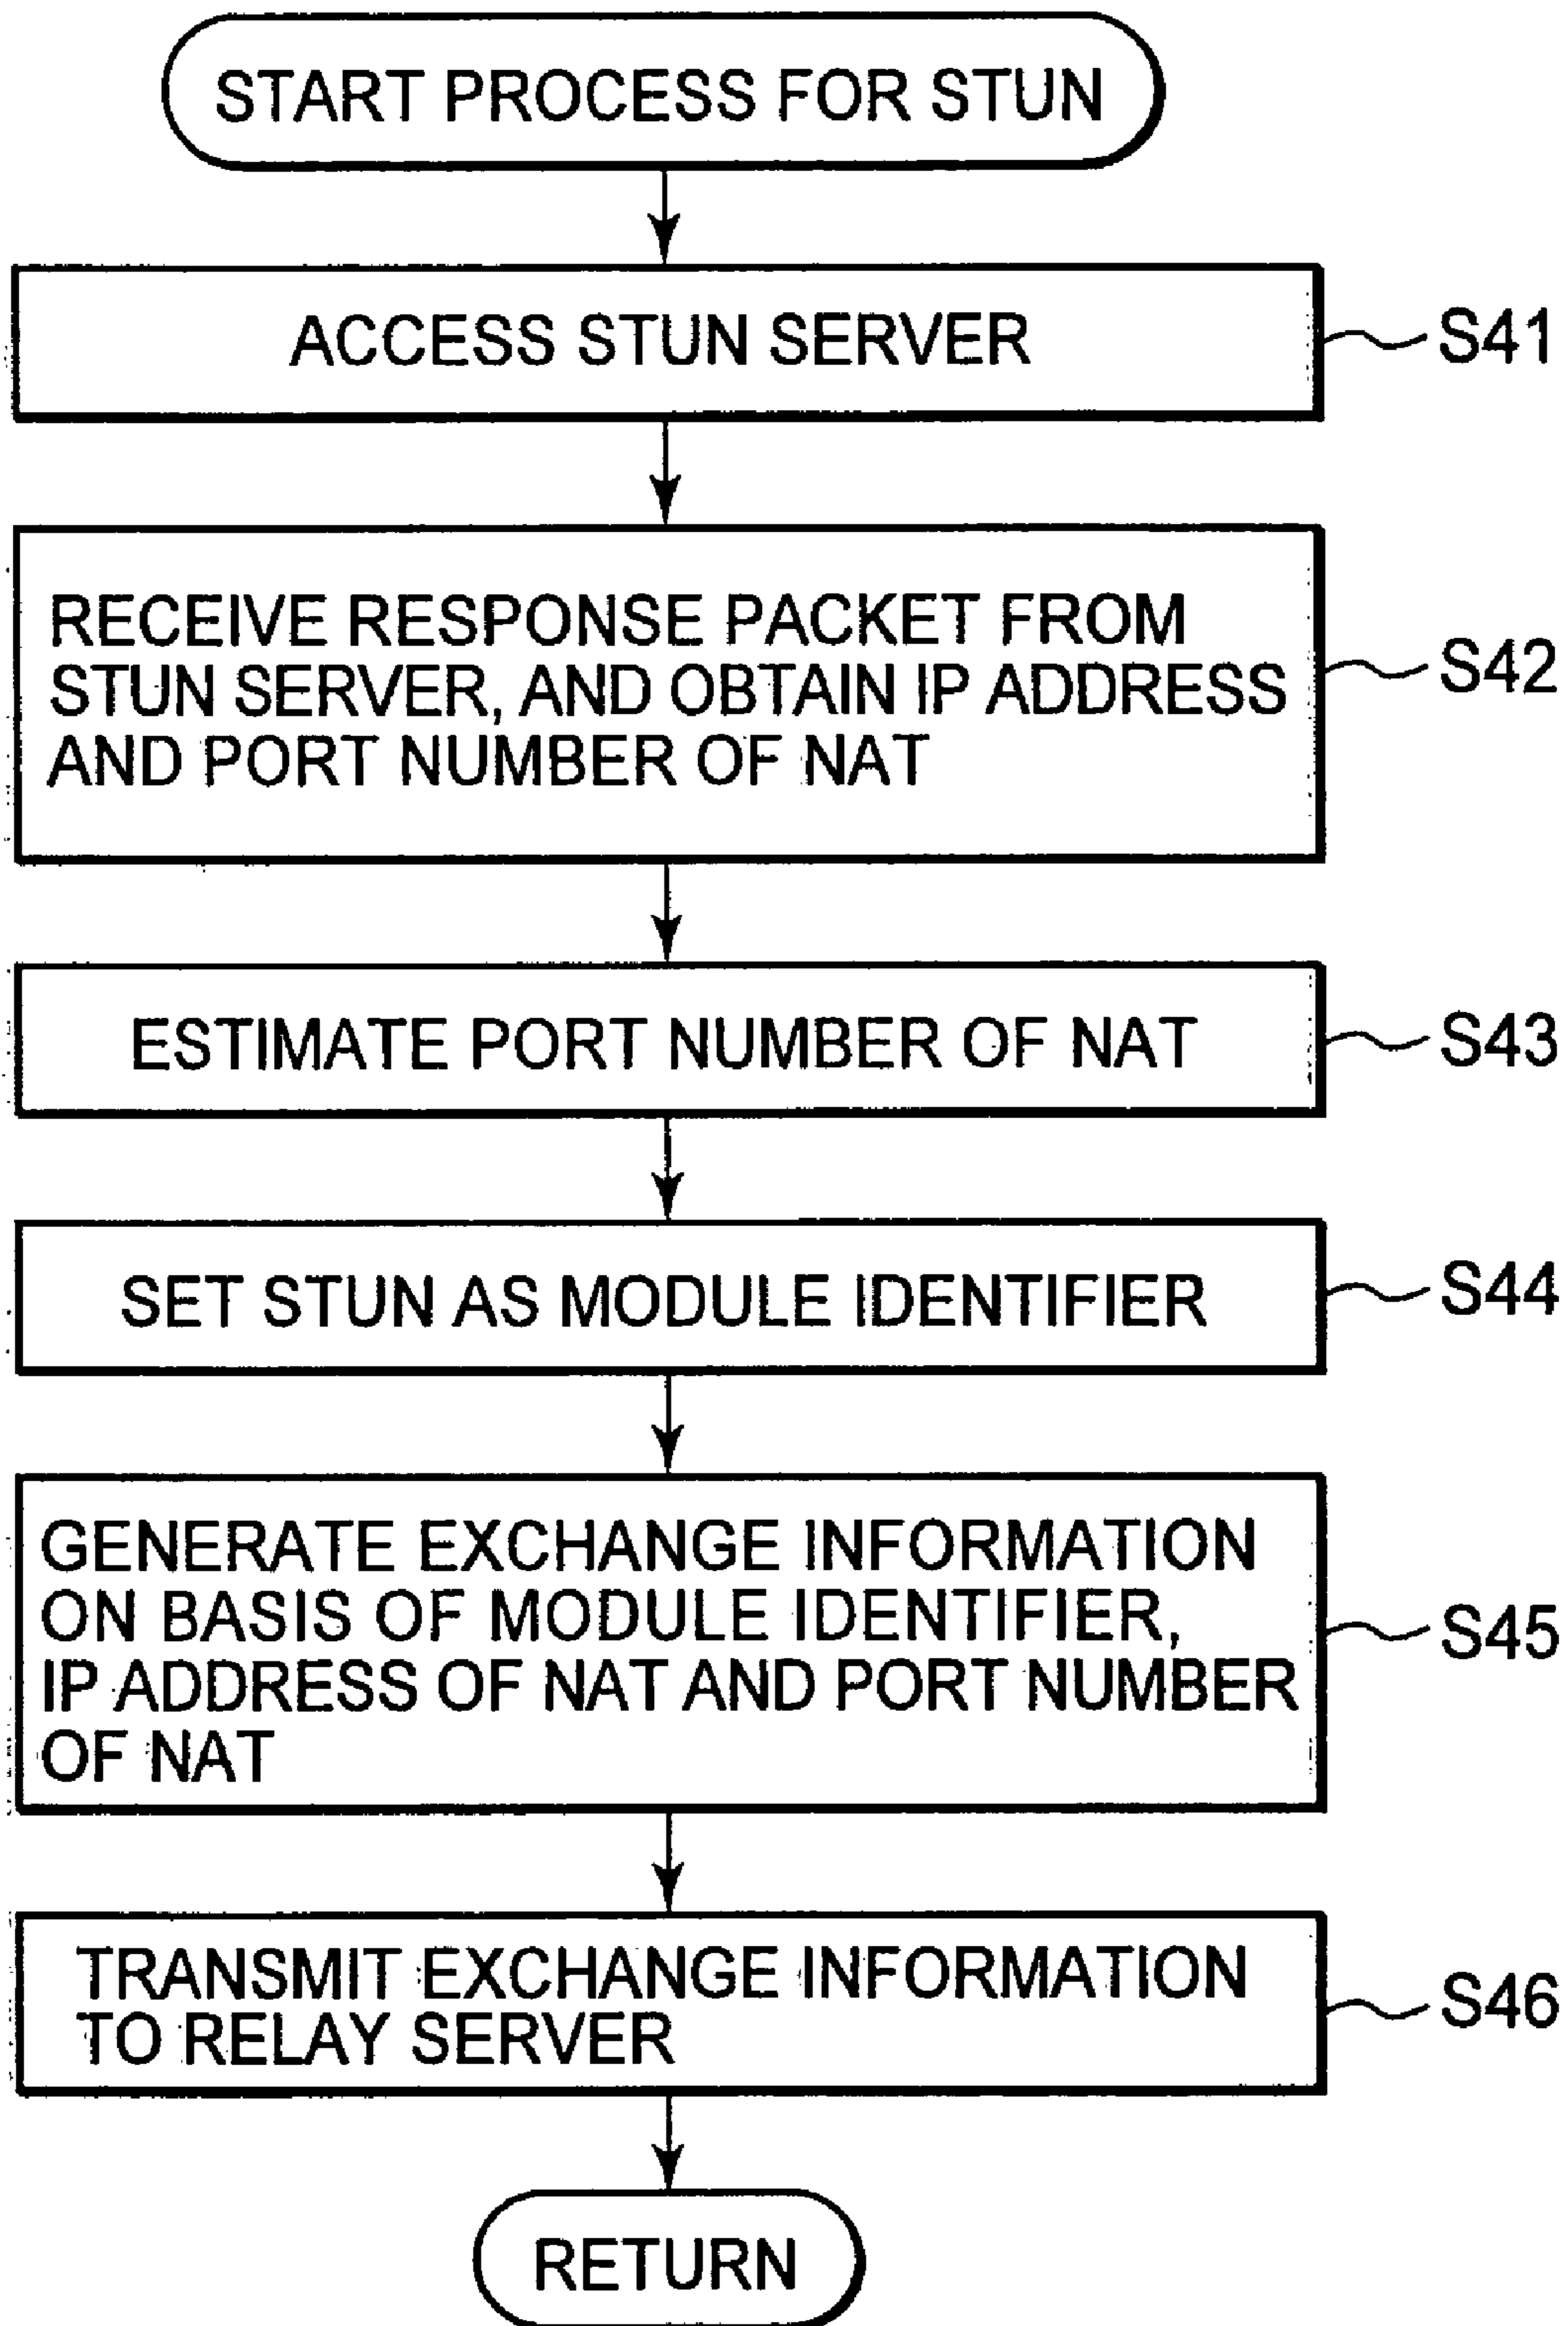 START PROCESS FOR STUN
ACCESS STUN SERVER
S41
RECEIVE RESPONSE PACKET FROM
STUN SERVER, AND OBTAIN IP ADDRESS
AND PORT NUMBER OF NAT
S42
ESTIMATE PORT NUMBER OF NAT
S43
SET STUN AS MODULE IDENTIFIER
S44
GENERATE EXCHANGE INFORMATION
ON BASIS OF MODULE IDENTIFIER,
IP ADDRESS OF NAT AND PORT NUMBER
OF NAT
S45
TRANSMIT EXCHANGE INFORMATION
TO RELAY SERVER
S46
RETURN